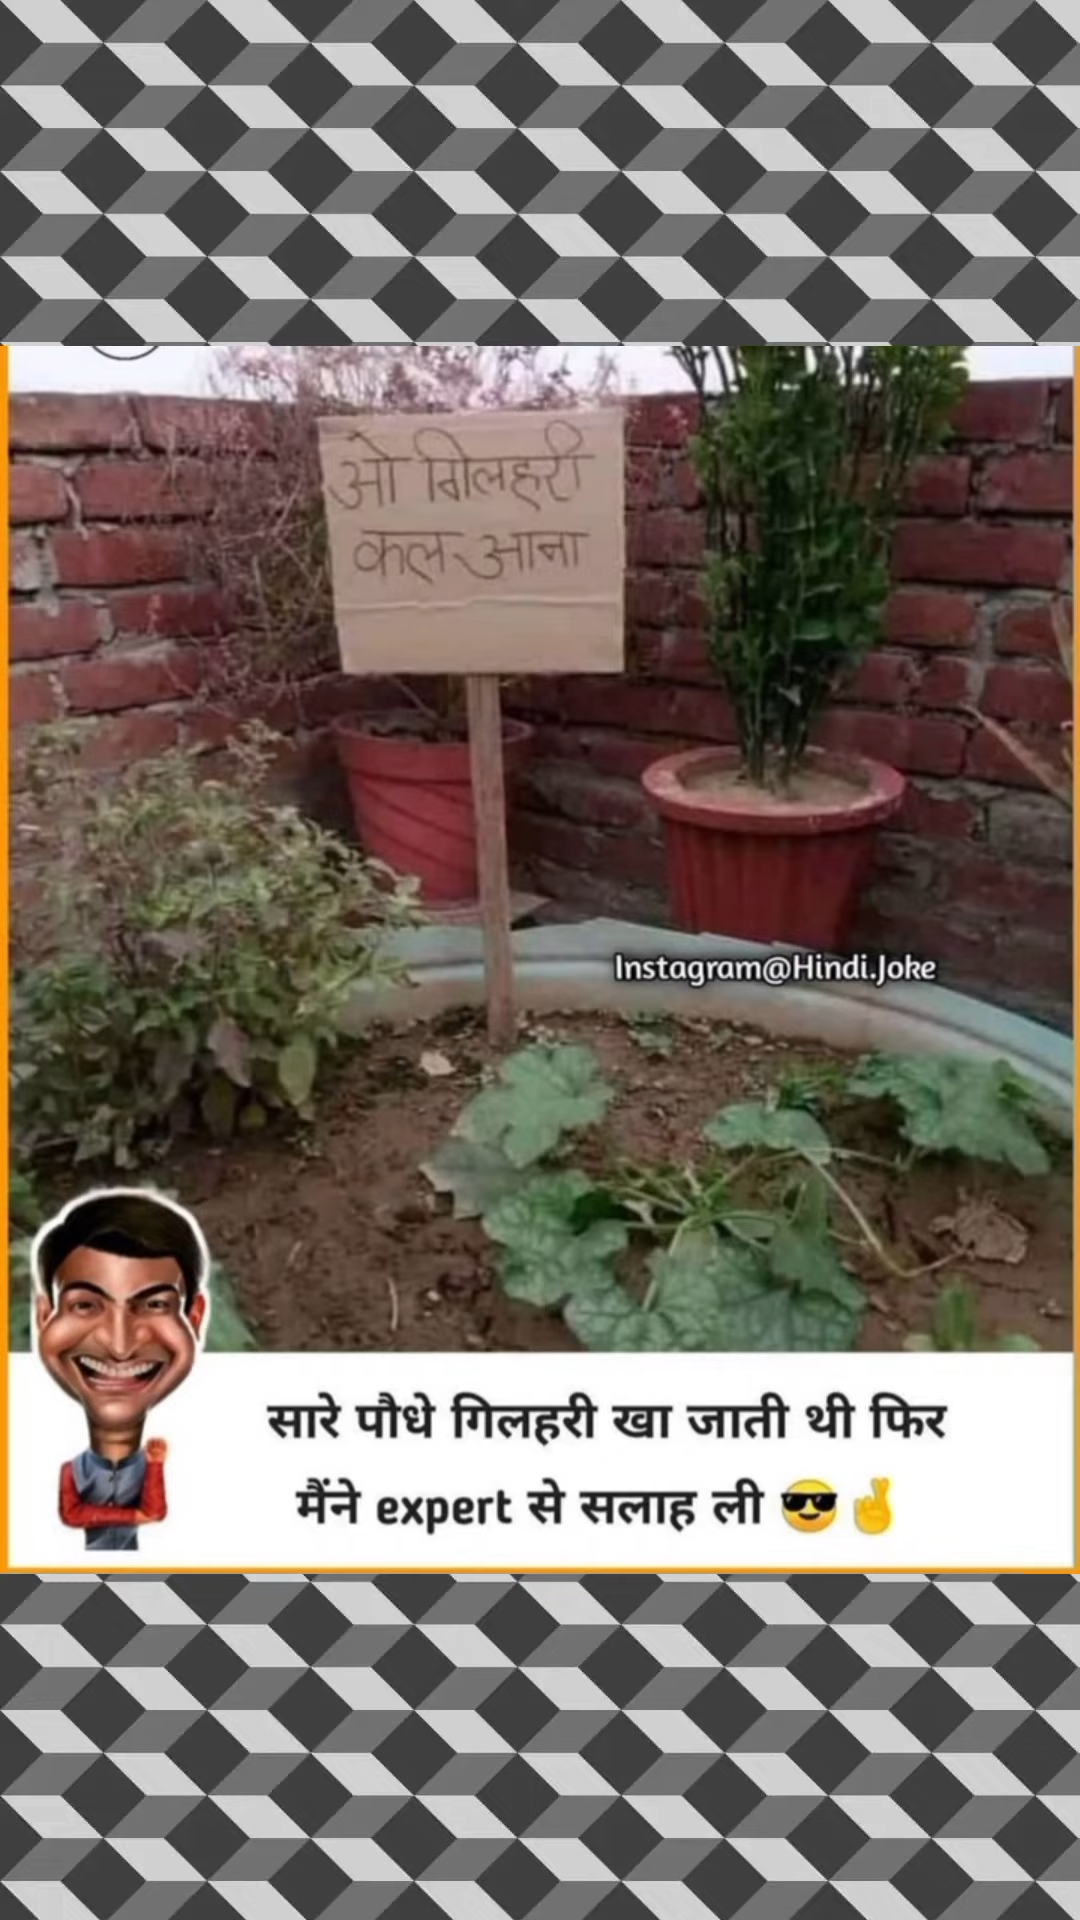 ओ गिलहरी
कल आना
Instagram@Hindi.Joke
सारे पौधे गिलहरी खा जाती थी फिर
मैंने expert से सलाह ली 😎🤞